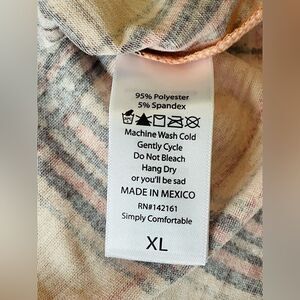 95% Polyester
5% Spandex
Machine Wash Cold
Gently Cycle
Do Not Bleach
Hang Dry
or you'll be sad
MADE IN MEXICO
RN#142161
Simply Comfortable
XL